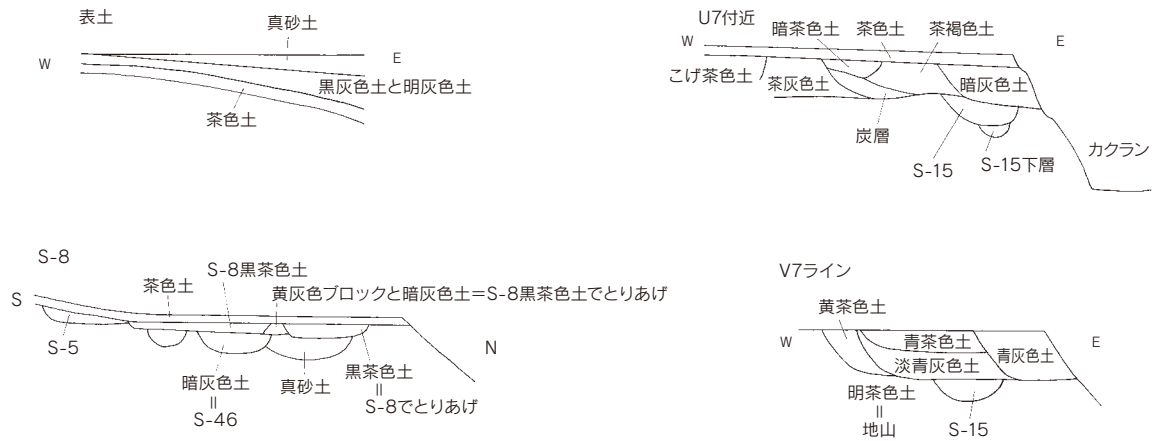 表土
真砂土
W
E
黒灰色土と明灰色土
茶色土
U7付近
W
E
暗茶色土
茶色土
茶褐色土
こげ茶色土
茶灰色土
暗灰色土
炭層
S-15
S-15下層
カクラン
S-8
S
茶色土
S-8黒茶色土
黄灰色ブロックと暗灰色土＝S-8黒茶色土でとりあげ
S-5
N
暗灰色土
＝
S-46
真砂土
黒茶色土
＝
S-8でとりあげ
V7ライン
黄茶色土
W
E
青茶色土
青灰色土
淡青灰色土
明茶色土
＝
地山
S-15